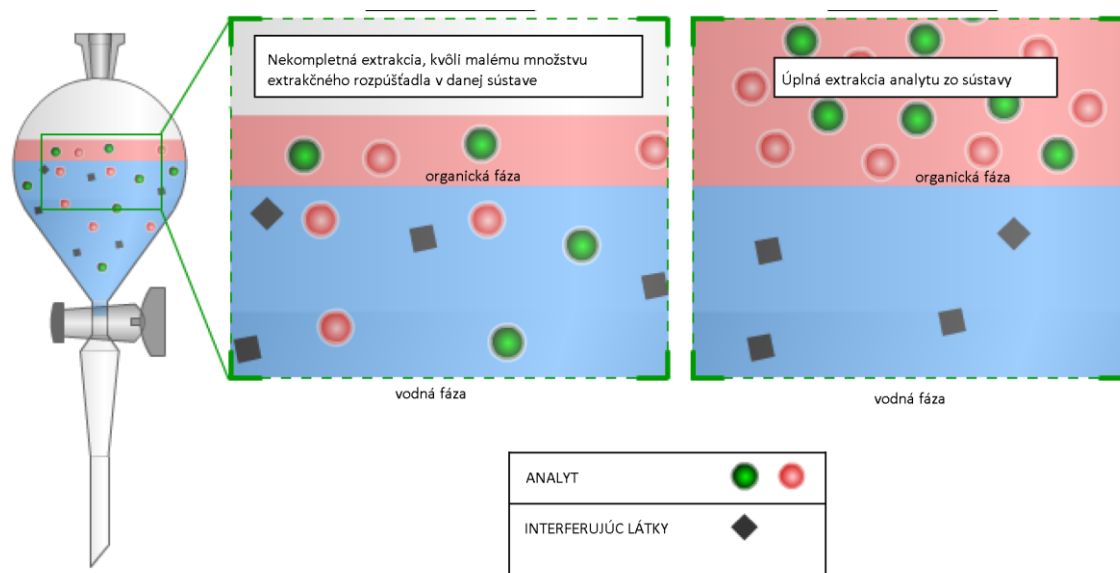 Nekompletná extrakcia, kvôli malému množstvu
extrakčného rozpúšťadla v danej sústave
Úplná extrakcia analytu zo sústavy
organická fáza
organická fáza
vodná fáza
vodná fáza
ANALYT
INTERFERUJÚC LÁTKY